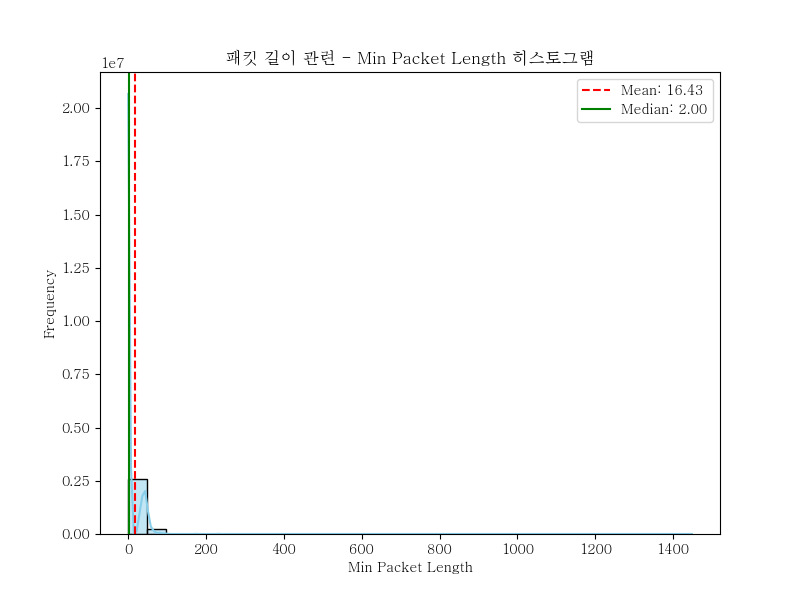 패킷 길이 관련 - Min Packet Length 히스토그램
1e7
Mean: 16.43
Median: 2.00
2.00
1.75
1.50
1.25
1.00
0.75
0.50
0.25
0.00
Frequency
0 200 400 600 800 1000 1200 1400
Min Packet Length